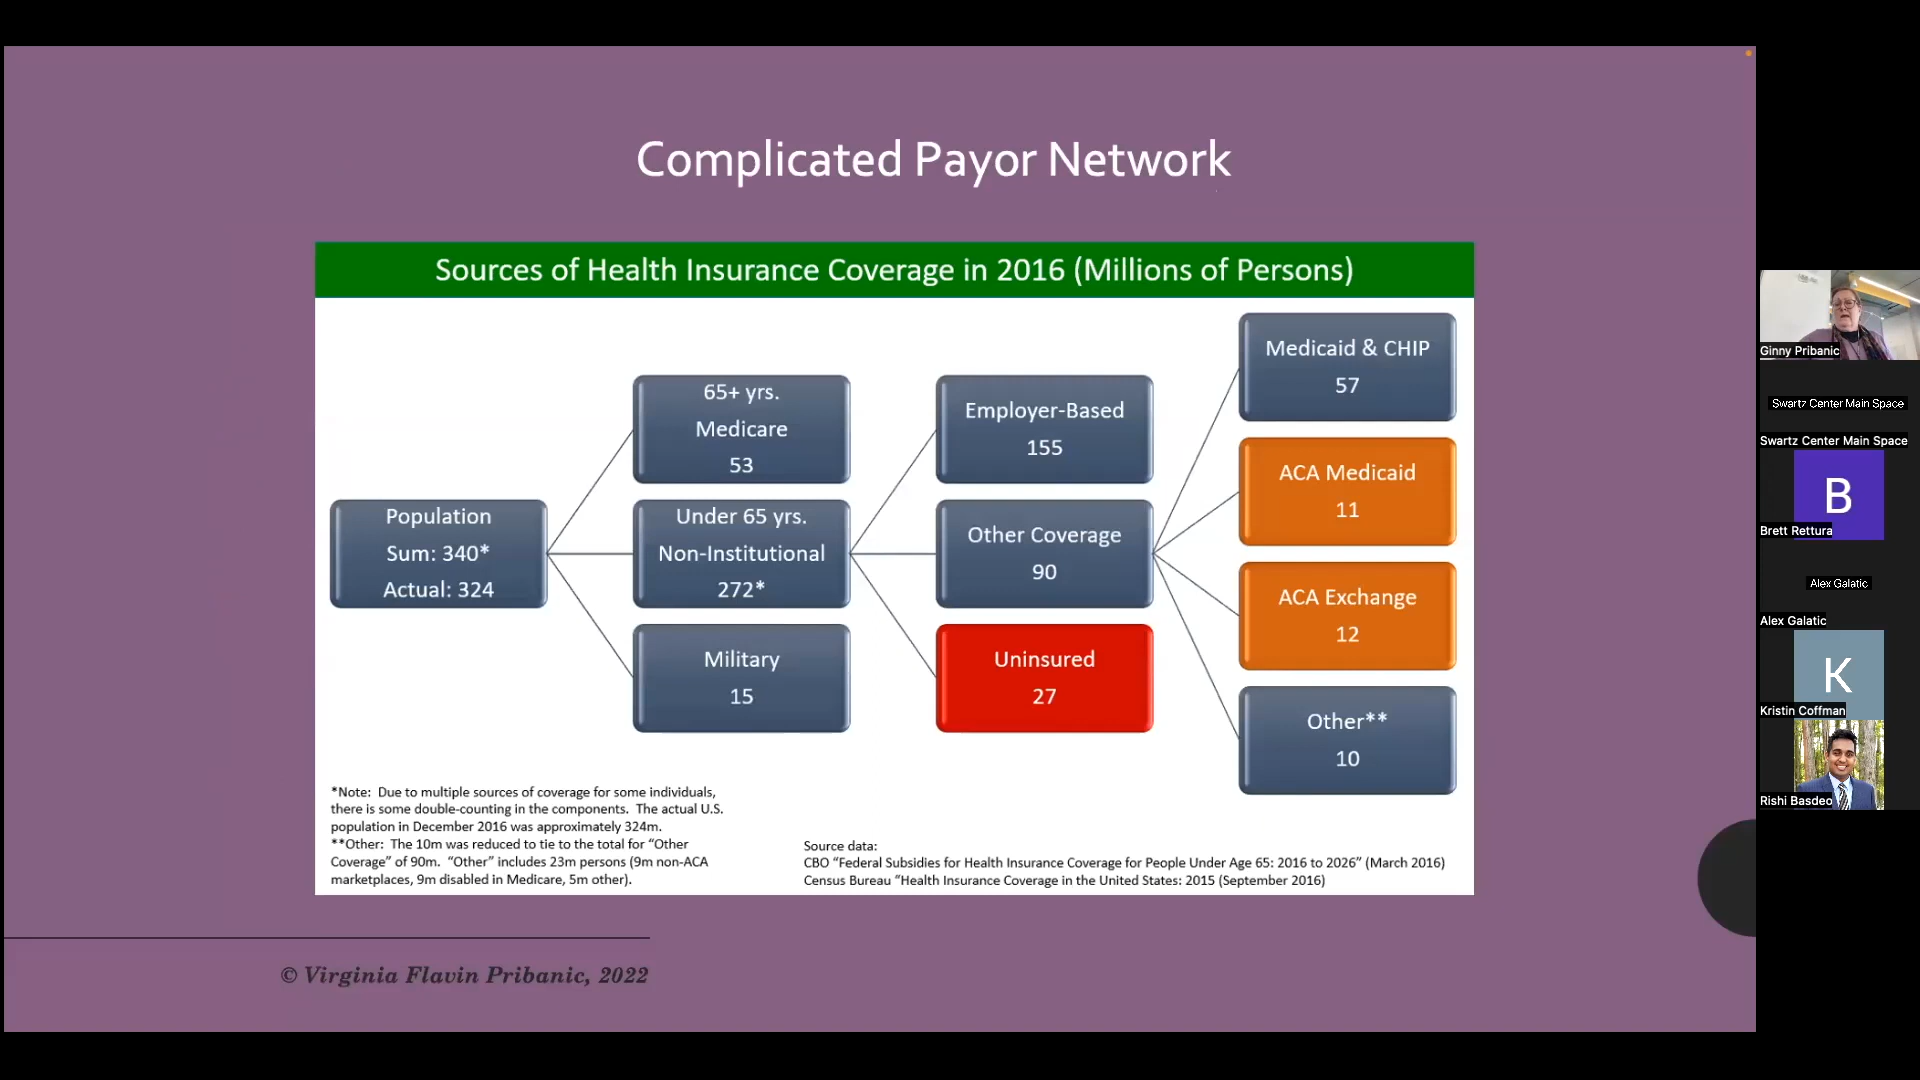 Complicated Payor Network
Sources of Health Insurance Coverage in 2016 (Millions of Persons)
Population
Sum: 340*
Actual: 324
65+ yrs.
Medicare
53
Under 65 yrs.
Non-Institutional
272*
Military
15
Employer-Based
155
Other Coverage
90
Uninsured
27
Medicaid & CHIP
57
ACA Medicaid
11
ACA Exchange
12
Other**
10
*Note: Due to multiple sources of coverage for some individuals,
there is some double-counting in the components. The actual U.S.
population in December 2016 was approximately 324m.
**Other: The 10m was reduced to tie to the total for “Other
Coverage” of 90m. “Other” includes 23m persons (9m non-ACA
marketplaces, 9m disabled in Medicare, 5m other).
Source data:
CBO “Federal Subsidies for Health Insurance Coverage for People Under Age 65: 2016 to 2026” (March 2016)
Census Bureau “Health Insurance Coverage in the United States: 2015 (September 2016)
© Virginia Flavin Pribanic, 2022
Ginny Pribanic
Swartz Center Main Space
Swartz Center Main Space
B
Brett Rettura
Alex Galatic
Alex Galatic
K
Kristin Coffman
Rishi Basdeo